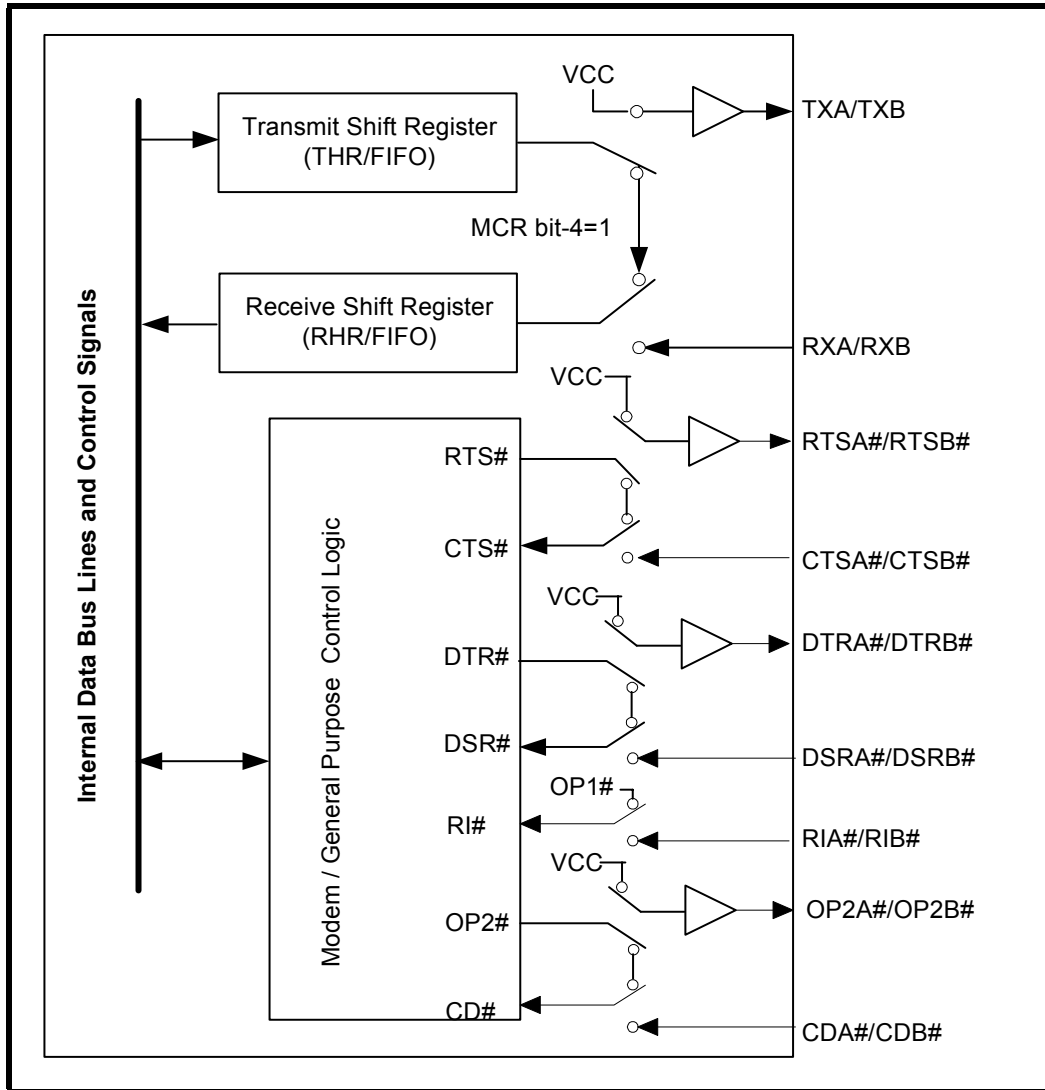 VCC
TXA/TXB
Transmit Shift Register
(THR/FIFO)
MCR bit-4=1
Receive Shift Register
(RHR/FIFO)
RXA/RXB
VCC
RTSA#/RTSB#
RTS#
CTS#
CTSA#/CTSB#
VCC
DTRA#/DTRB#
DTR#
DSR#
DSRA#/DSRB#
OP1#
RI#
RIA#/RIB#
VCC
OP2A#/OP2B#
OP2#
CD#
CDA#/CDB#
Internal Data Bus Lines and Control Signals
Modem / General Purpose Control Logic